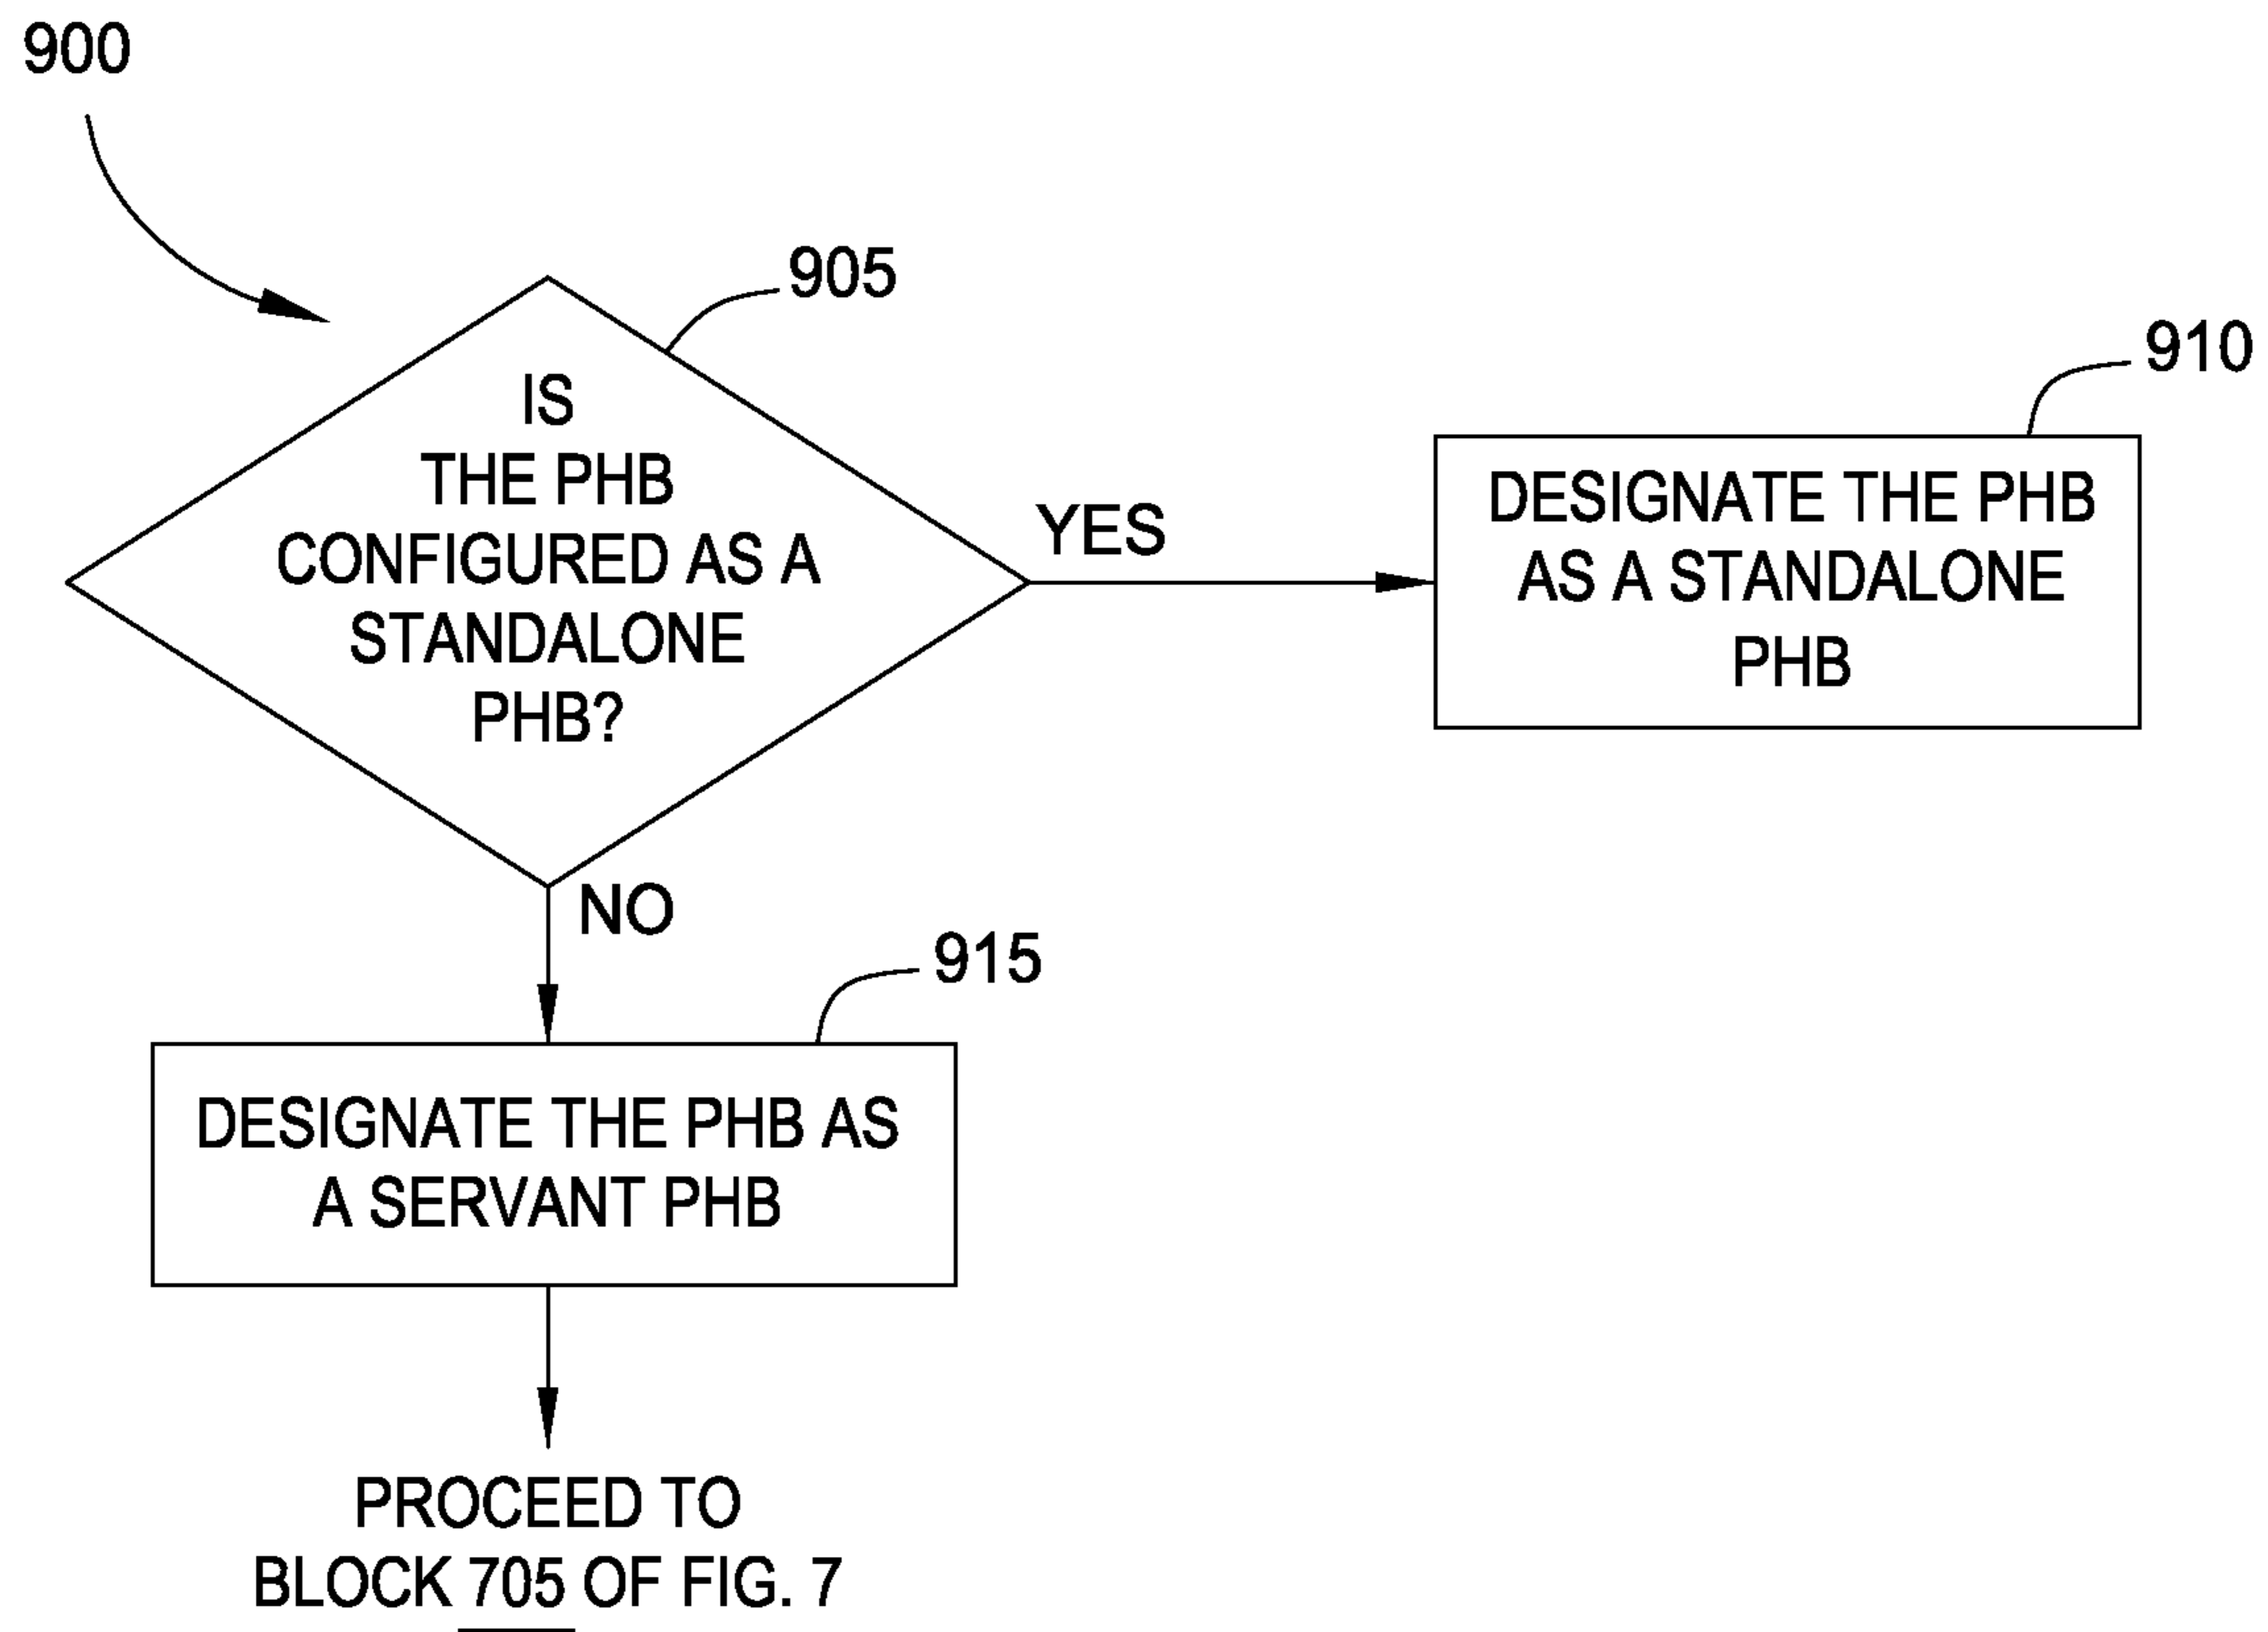 900
905
IS
THE PHB
CONFIGURED AS A
STANDALONE
PHB?
YES
910
DESIGNATE THE PHB
AS A STANDALONE
PHB
NO
915
DESIGNATE THE PHB AS
A SERVANT PHB
PROCEED TO
BLOCK 705 OF FIG. 7